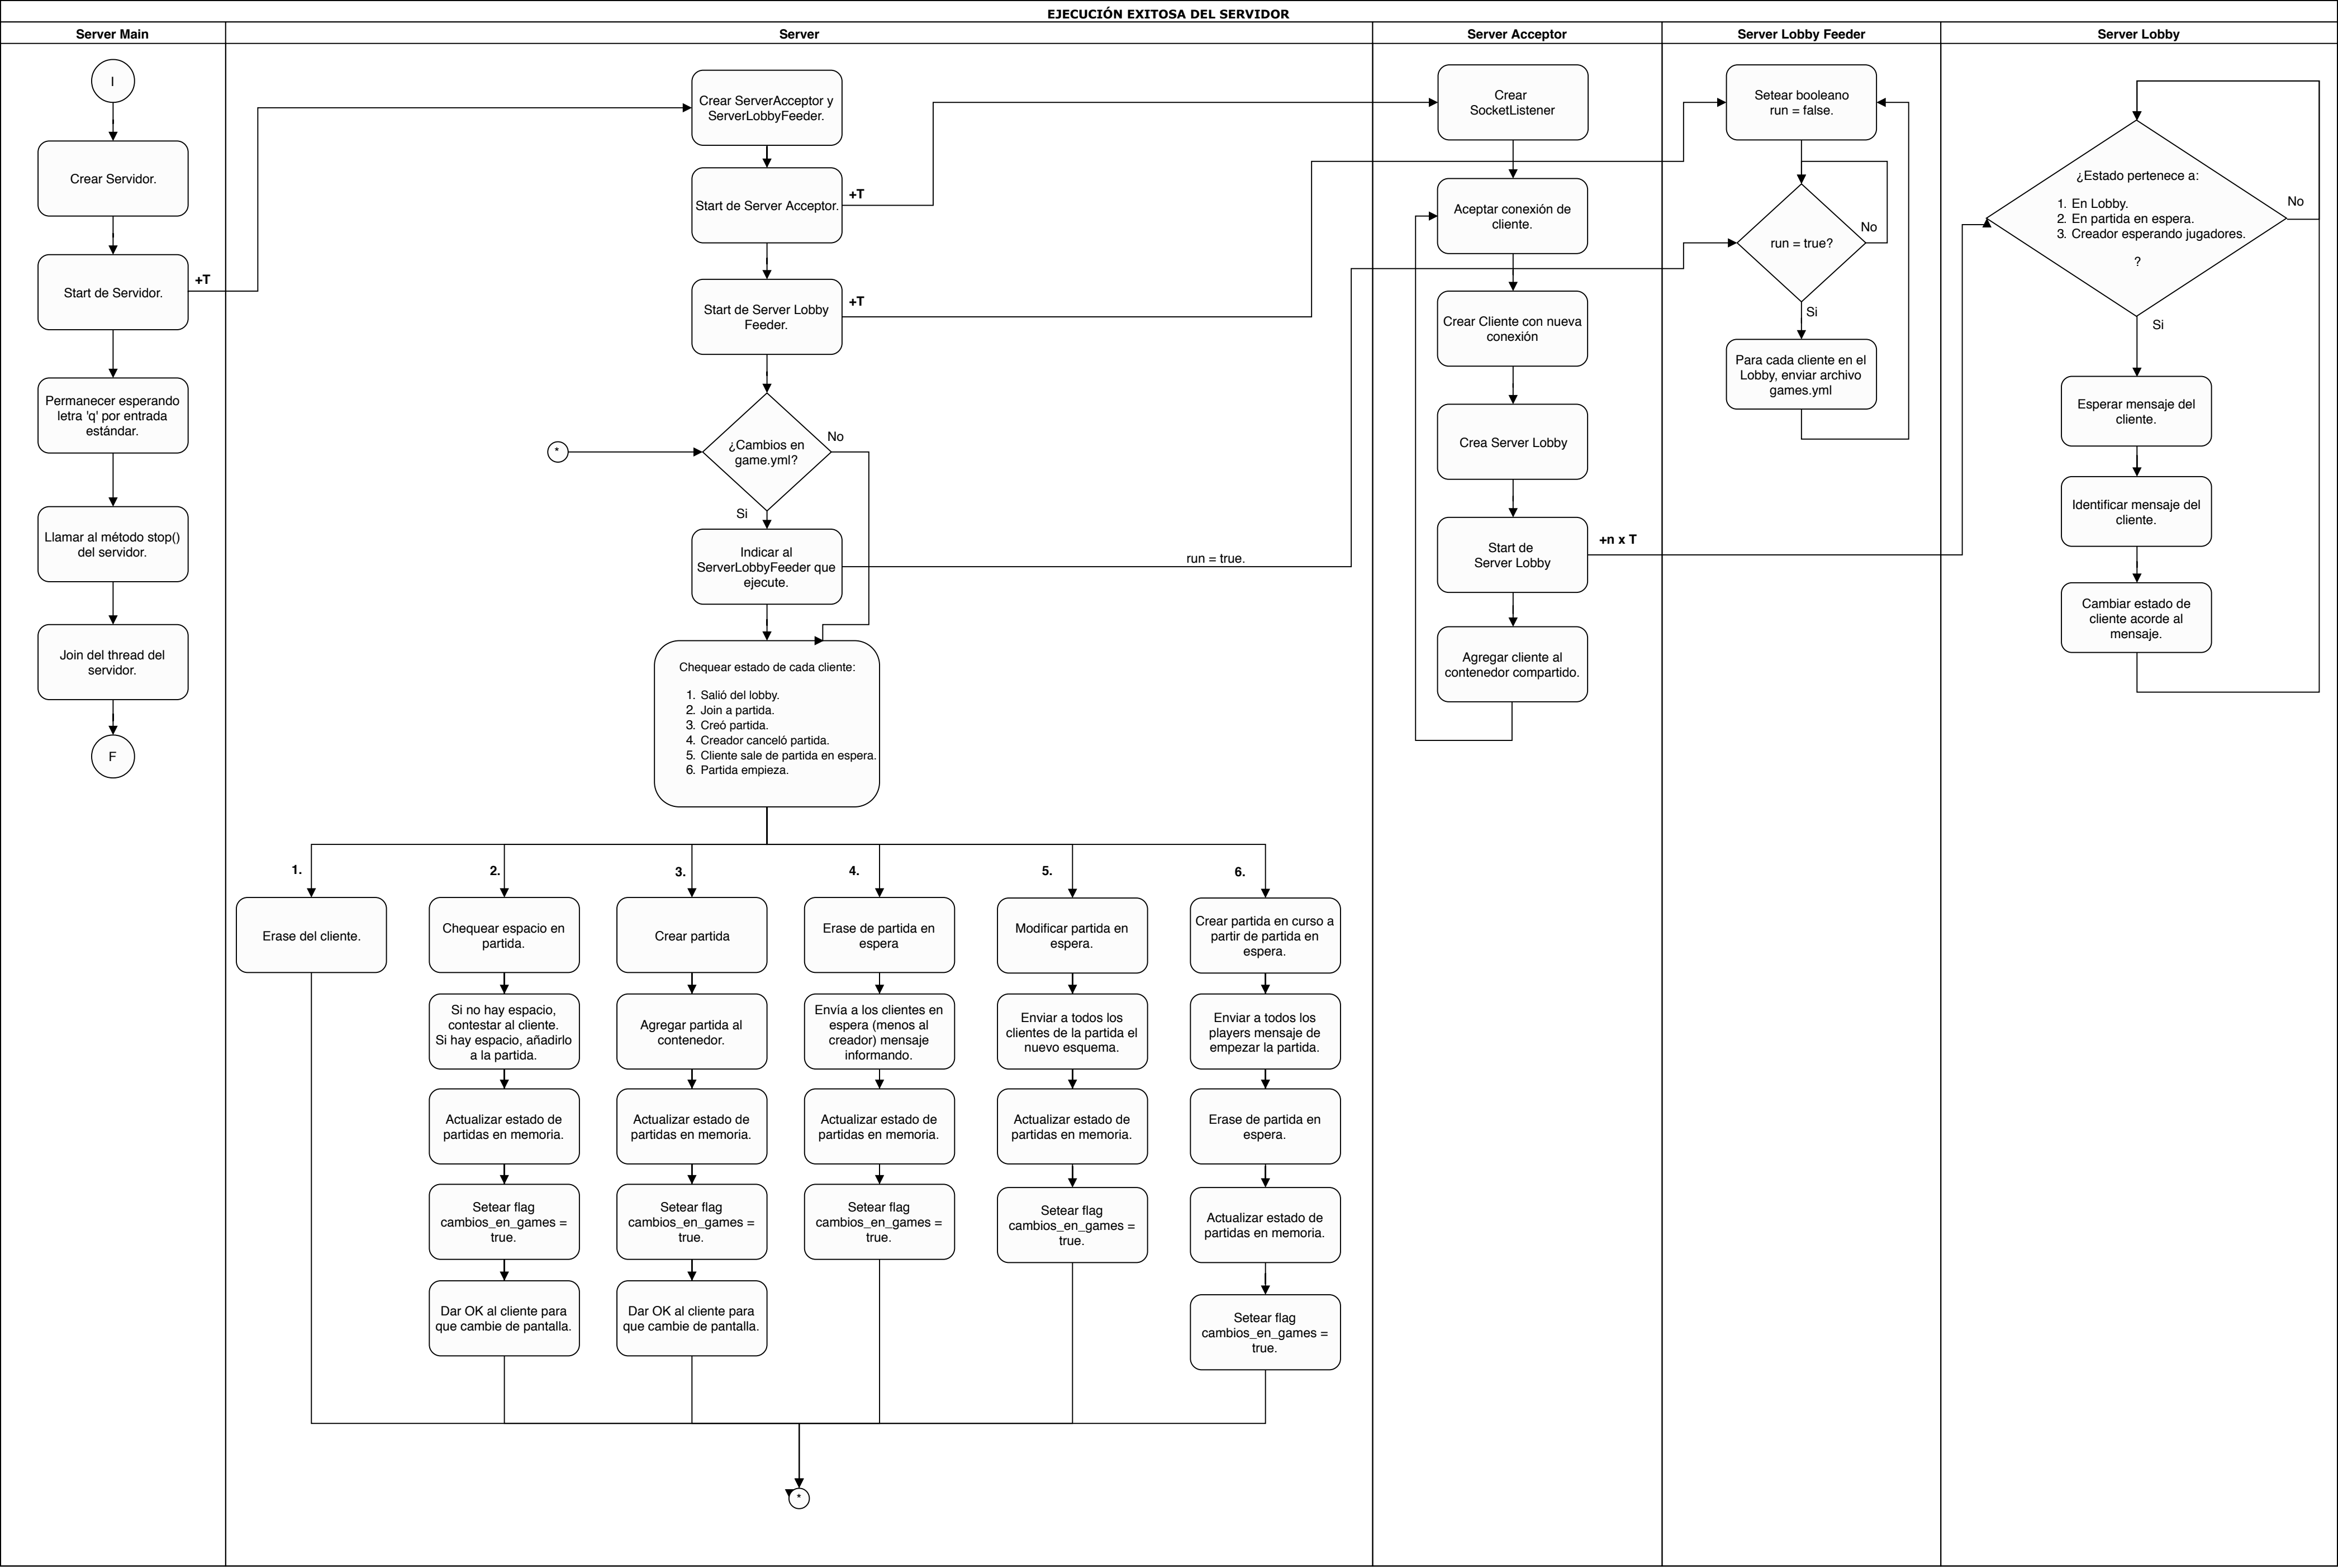 EJECUCIÓN EXITOSA DEL SERVIDOR
Server Main
Server
Server Acceptor
Server Lobby Feeder
Server Lobby
I
Crear Servidor.
Start de Servidor.
+T
Permanecer esperando
letra 'q' por entrada
estándar.
Llamar al método stop()
del servidor.
Join del thread del
servidor.
F
Crear ServerAcceptor y
ServerLobbyFeeder.
Start de Server Acceptor.
+T
Start de Server Lobby
Feeder.
+T
*
¿Cambios en
game.yml?
No
Si
Indicar al
ServerLobbyFeeder que
ejecute.
run = true.
Chequear estado de cada cliente:
1. Salió del lobby.
2. Join a partida.
3. Creó partida.
4. Creador canceló partida.
5. Cliente sale de partida en espera.
6. Partida empieza.
1.
Erase del cliente.
2.
Chequear espacio en
partida.
Si no hay espacio,
contestar al cliente.
Si hay espacio, añadirlo
a la partida.
Actualizar estado de
partidas en memoria.
Setear flag
cambios_en_games =
true.
Dar OK al cliente para
que cambie de pantalla.
3.
Crear partida
Agregar partida al
contenedor.
Actualizar estado de
partidas en memoria.
Setear flag
cambios_en_games =
true.
Dar OK al cliente para
que cambie de pantalla.
4.
Erase de partida en
espera
Envía a los clientes en
espera (menos al
creador) mensaje
informando.
Actualizar estado de
partidas en memoria.
Setear flag
cambios_en_games =
true.
5.
Modificar partida en
espera.
Enviar a todos los
clientes de la partida el
nuevo esquema.
Actualizar estado de
partidas en memoria.
Setear flag
cambios_en_games =
true.
6.
Crear partida en curso a
partir de partida en
espera.
Enviar a todos los
players mensaje de
empezar la partida.
Erase de partida en
espera.
Actualizar estado de
partidas en memoria.
Setear flag
cambios_en_games =
true.
*
Crear
SocketListener
Aceptar conexión de
cliente.
Crear Cliente con nueva
conexión
Crea Server Lobby
Start de
Server Lobby
+n x T
Agregar cliente al
contenedor compartido.
Setear booleano
run = false.
run = true?
No
Si
Para cada cliente en el
Lobby, enviar archivo
games.yml
¿Estado pertenece a:
1. En Lobby.
2. En partida en espera.
3. Creador esperando jugadores.
?
No
Si
Esperar mensaje del
cliente.
Identificar mensaje del
cliente.
Cambiar estado de
cliente acorde al
mensaje.